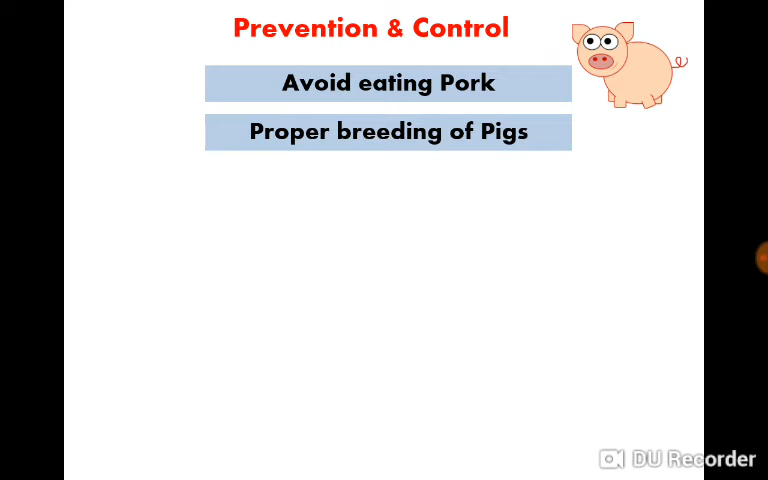 Prevention & Control
Avoid eating Pork
Proper breeding of Pigs
DU Recorder